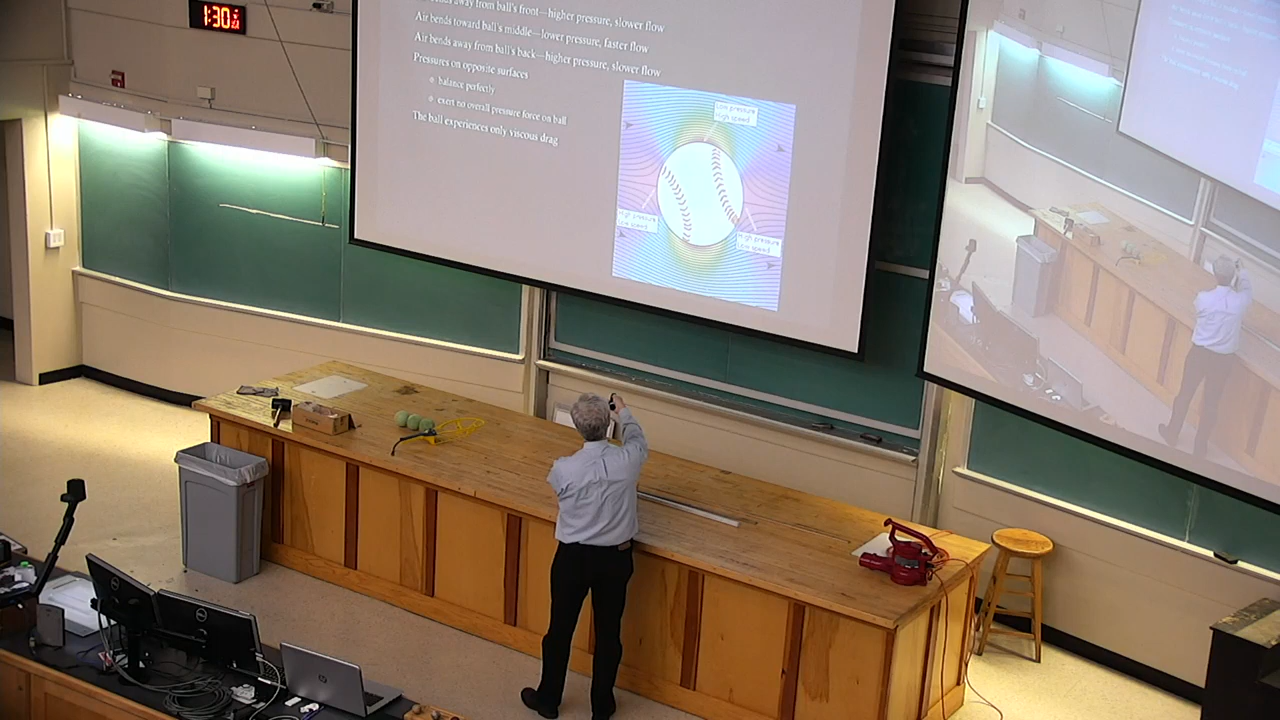 1:30
away from ball's front—higher pressure, slower flow
Air bends toward ball's middle—lower pressure, faster flow
Air bends away from ball's back—higher pressure, slower flow
Pressures on opposite surfaces
balance perfectly
exert no overall pressure force on ball
The ball experiences only viscous drag
Low pressure
High speed
High pressure
Low speed
High pressure
Low speed
DELL
hp